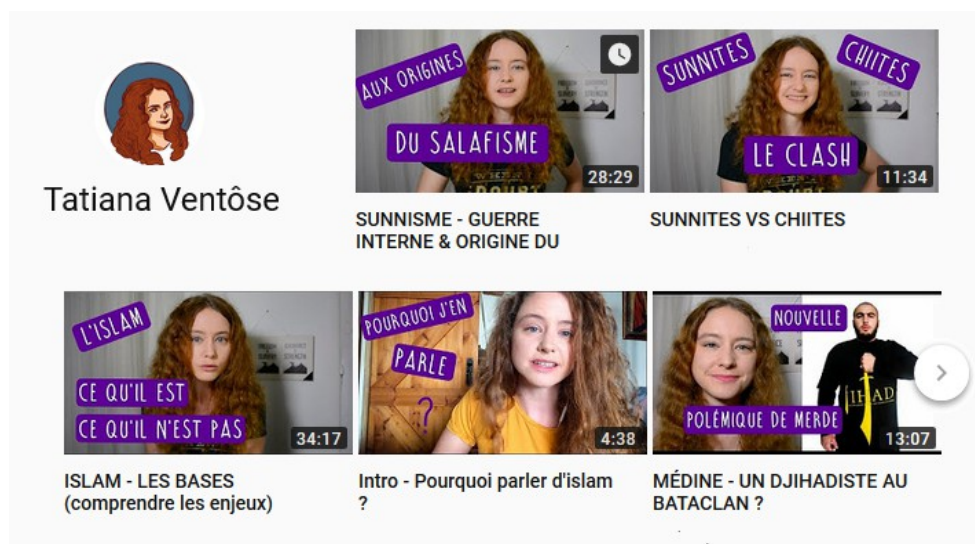 Tatiana Ventôse
AUX ORIGINES
DU SALAFISME
28:29
SUNNISME - GUERRE
INTERNE & ORIGINE DU
SUNNITES
CHIITES
LE CLASH
11:34
SUNNITES VS CHIITES
L'ISLAM
CE QU'IL EST
CE QU'IL N'EST PAS
34:17
ISLAM - LES BASES
(comprendre les enjeux)
POURQUOI J'EN
PARLE
?
4:38
Intro - Pourquoi parler d'islam
?
NOUVELLE
POLÉMIQUE DE MERDE
JIHAD
13:07
MÉDINE - UN DJIHADISTE AU
BATACLAN ?